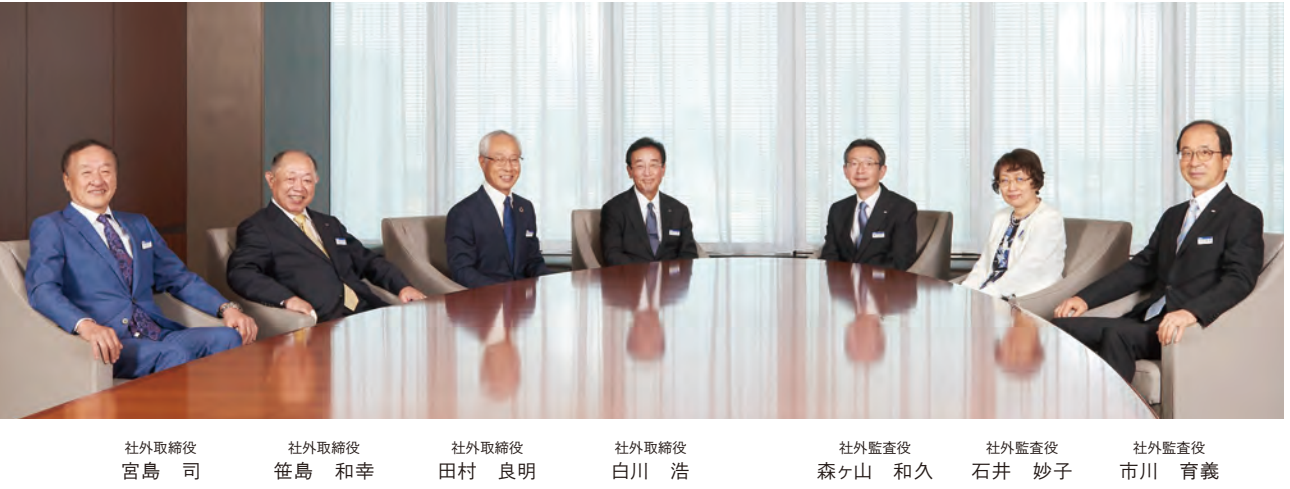 社外取締役 社外取締役 社外取締役 社外取締役 社外監査役 社外監査役 社外監査役
宮島 司 笹島 和幸 田村 良明 白川 浩 森ヶ山 和久 石井 妙子 市川 育義